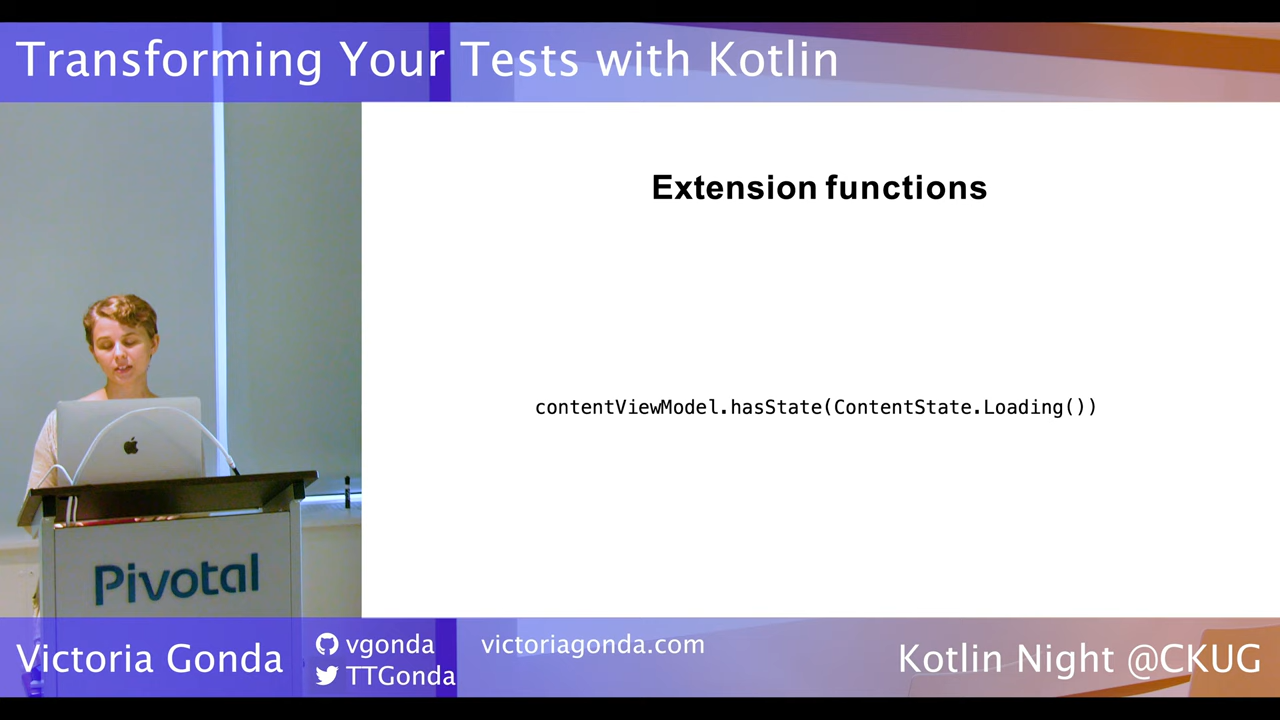 Transforming Your Tests with Kotlin
Extension functions
contentViewModel.hasState(ContentState.Loading())
Pivotal
Victoria Gonda
vgonda
TTGonda
victoriagonda.com
Kotlin Night @CKUG